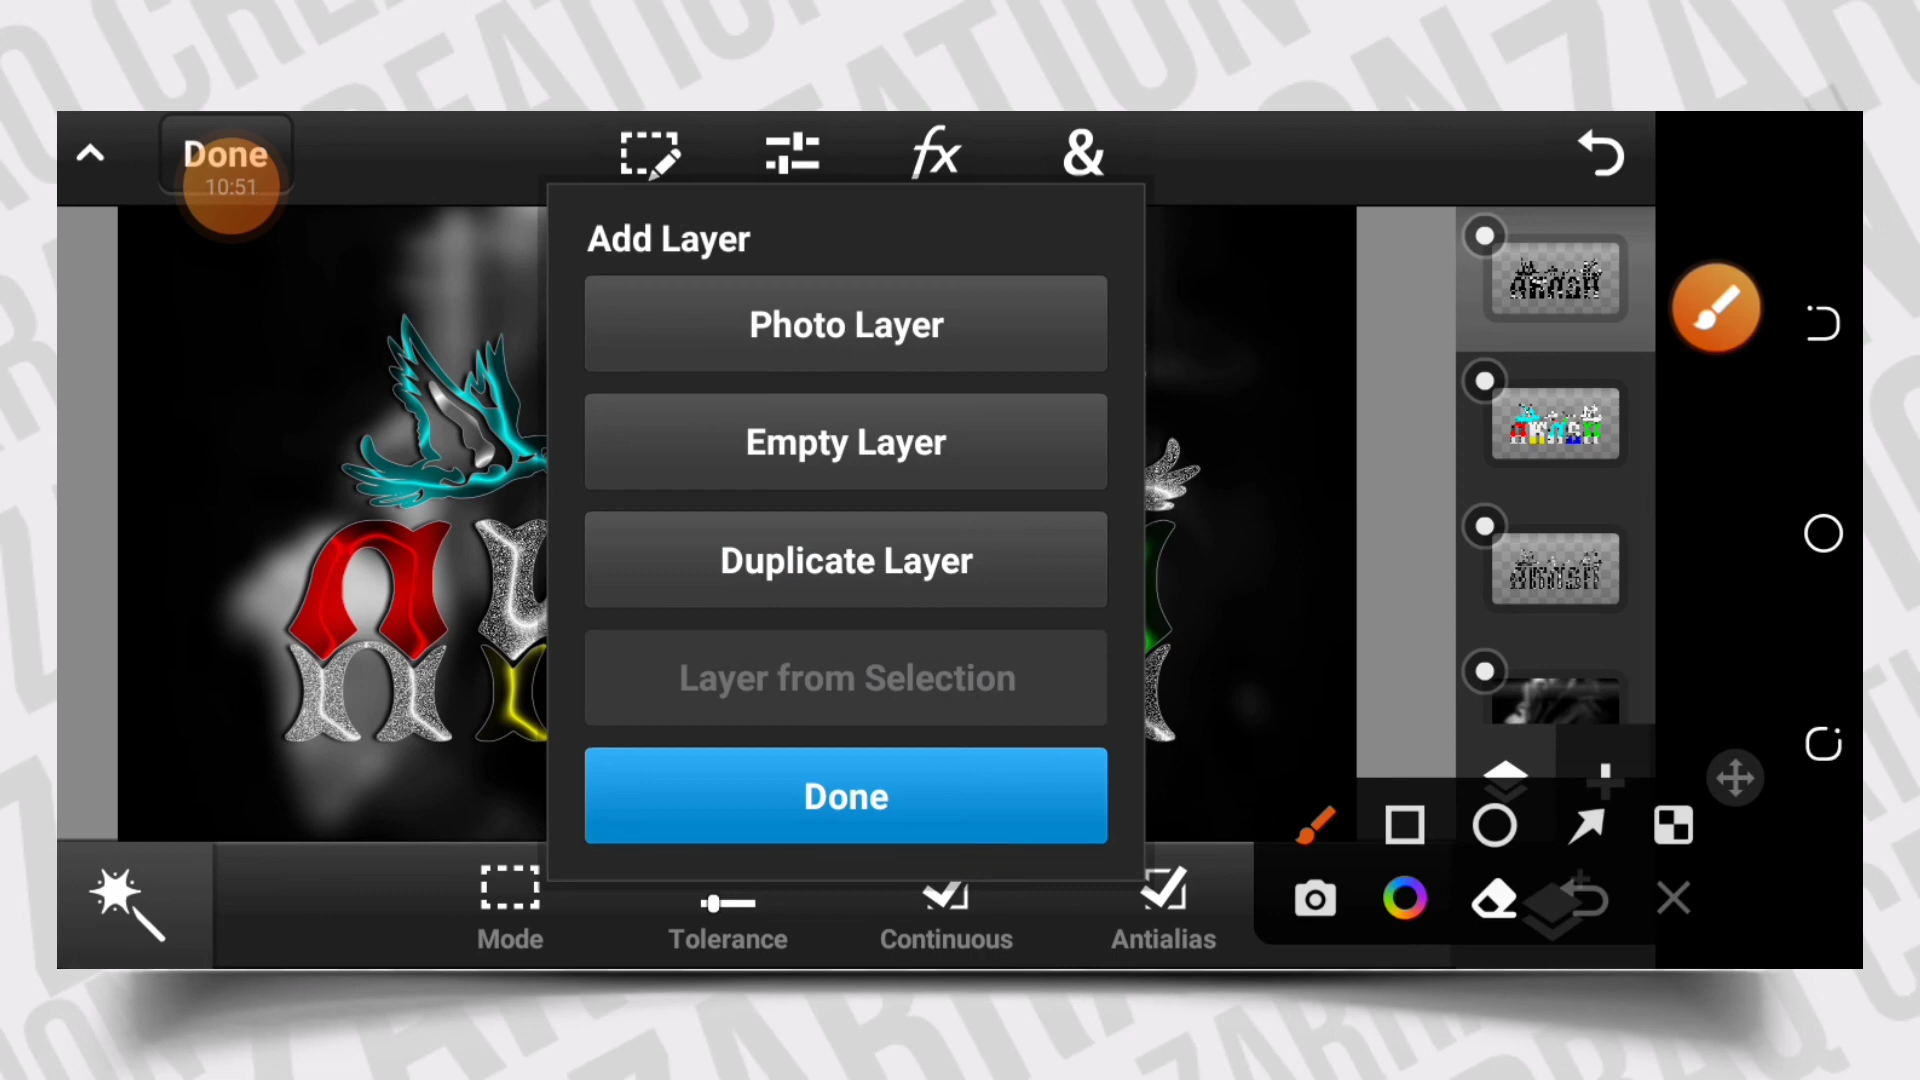 Done
10:51
fx
&
Add Layer
Photo Layer
Empty Layer
Duplicate Layer
Layer from Selection
Done
Mode
Tolerance
Continuous
Antialias